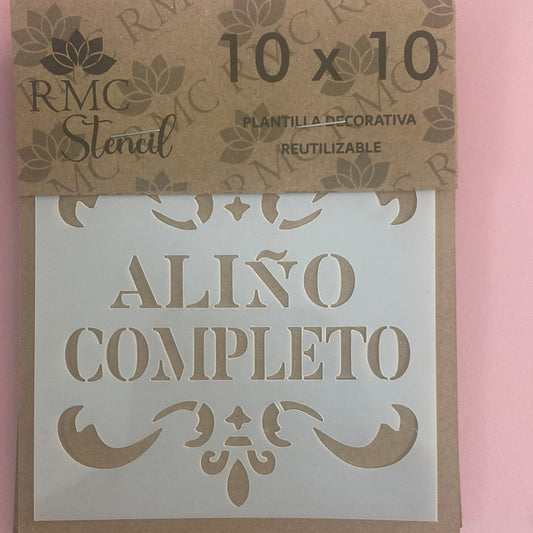 RMC
Stencil
10 x 10
PLANTILLA DECORATIVA
REUTILIZABLE
ALIÑO
COMPLETO